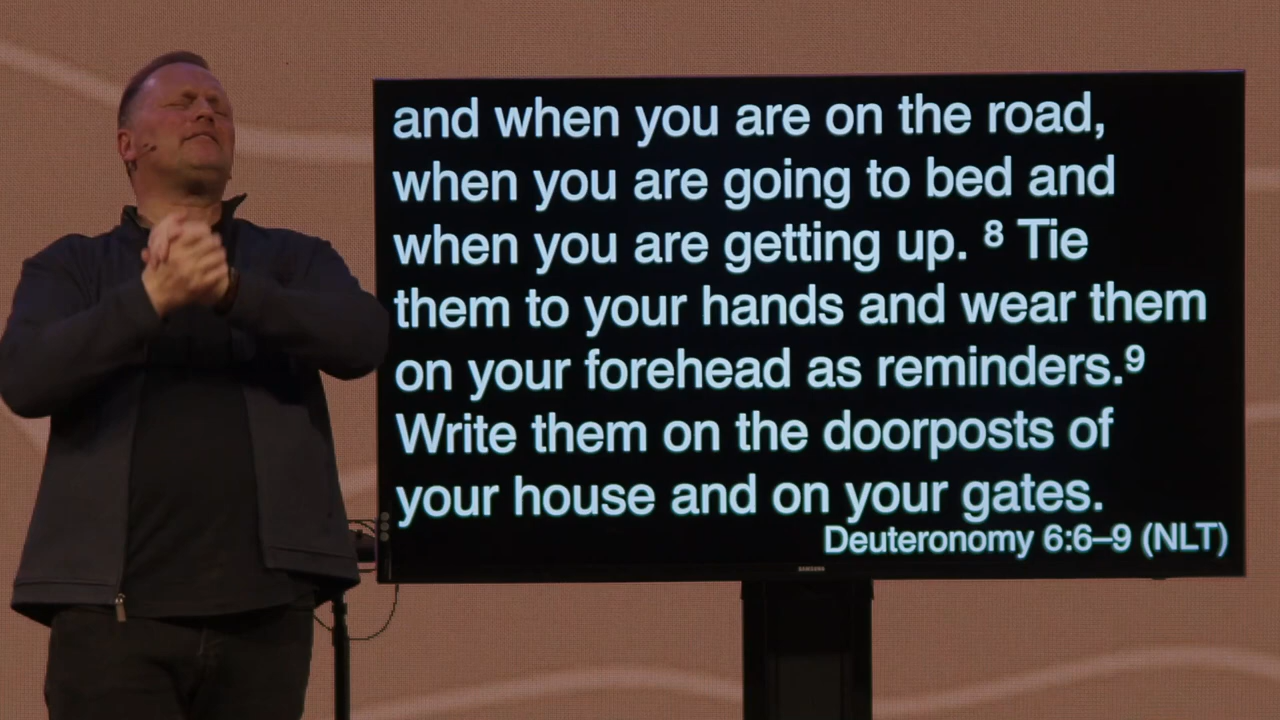 and when you are on the road,
when you are going to bed and
when you are getting up. ⁸ Tie
them to your hands and wear them
on your forehead as reminders.⁹
Write them on the doorposts of
your house and on your gates.
Deuteronomy 6:6–9 (NLT)
SAMSUNG